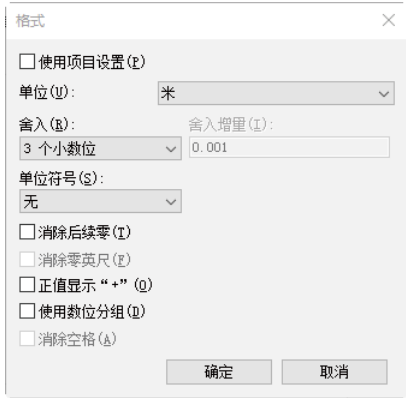 格式
使用项目设置(P)
单位(U): 米
舍入(R): 舍入增量(I):
3 个小数位 0.001
单位符号(S):
无
消除后续零(T)
消除零英尺(F)
正值显示“+”(O)
使用数位分组(D)
消除空格(A)
确定 取消